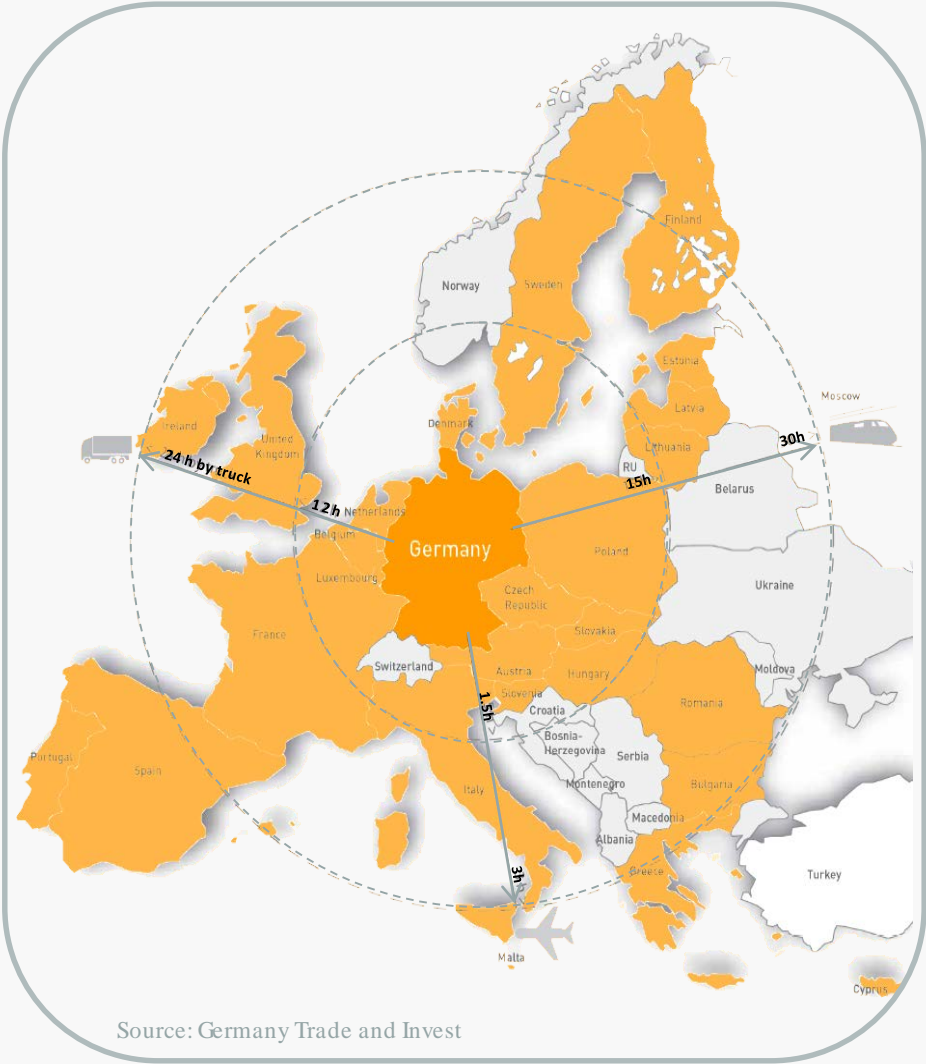 Finland
Norway
Sweden
Estonia
Moscow
Latvia
Denmark
Ireland
30h
United
Kingdom
Lithuania
24 h by truck
RU
15h
Belarus
12h
Netherlands
Belgium
Germany
Poland
Luxembourg
Ukraine
Czech
Republic
Slovakia
France
Switzerland
Austria
Hungary
Moldova
Slovenia
1.5h
Croatia
Romania
Bosnia-
Herzegovina
Serbia
Portugal
Spain
Italy
Montenegro
Bulgaria
Macedonia
Albania
3h
Greece
Turkey
Malta
Cyprus
Source: Germany Trade and Invest